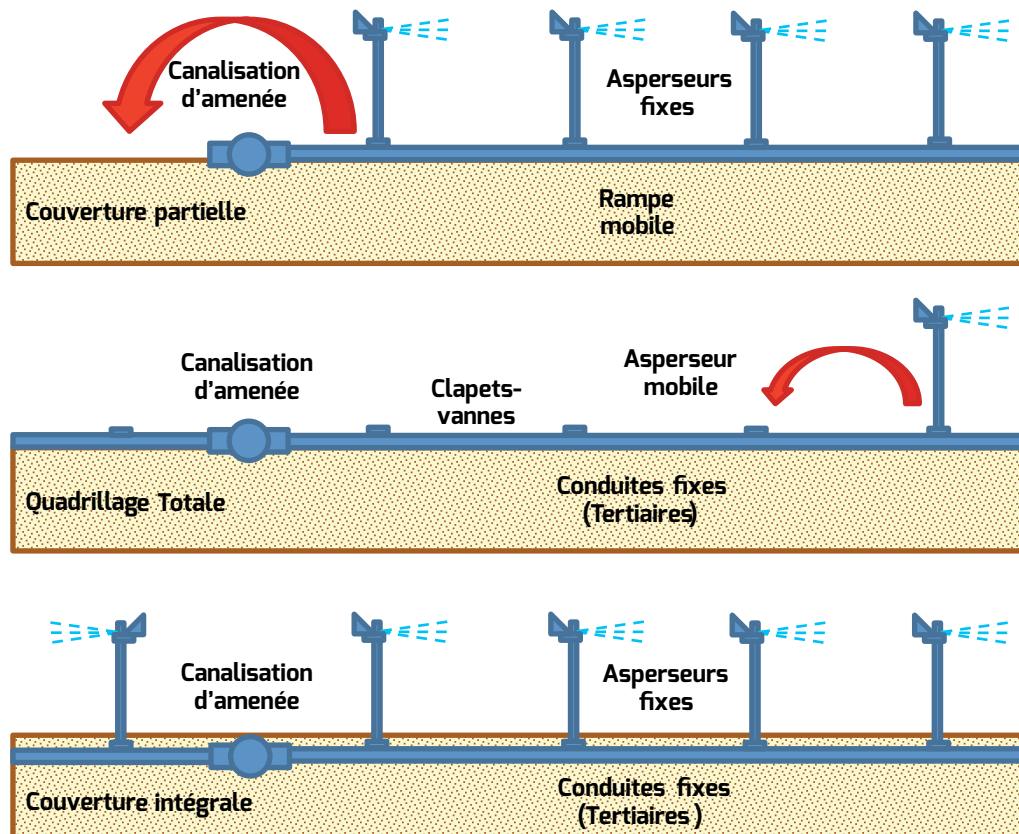 Canalisation
d'amenée
Asperseurs
fixes
Couverture partielle
Rampe
mobile
Canalisation
d'amenée
Clapets-
vannes
Asperseur
mobile
Quadrillage Totale
Conduites fixes
(Tertiaires)
Canalisation
d'amenée
Asperseurs
fixes
Couverture intégrale
Conduites fixes
(Tertiaires )